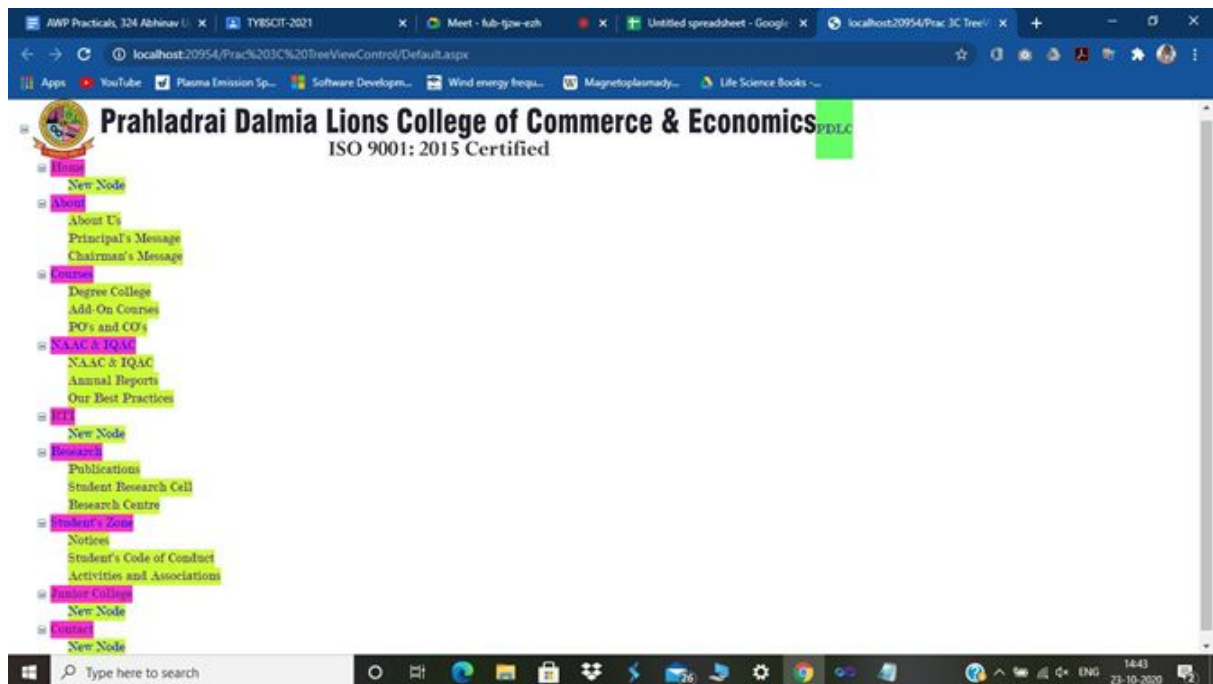 AWP Practicals, 324 Abhinav U
TYBSCIT-2021
Meet - fub-tjzw-ezh
Untitled spreadsheet - Google
localhost:20954/Prac 3C TreeV
localhost:20954/Prac%203C%20TreeViewControl/Default.aspx
Apps
YouTube
Plasma Emission Sp...
Software Developm...
Wind energy frequ...
Magnetoplasmady...
Life Science Books -...
Prahladrai Dalmia Lions College of Commerce & Economics PDLC
ISO 9001: 2015 Certified
Home
New Node
About
About Us
Principal's Message
Chairman's Message
Courses
Degree College
Add-On Courses
PO's and CO's
NAAC & IQAC
NAAC & IQAC
Annual Reports
Our Best Practices
RTI
New Node
Research
Publications
Student Research Cell
Research Centre
Student's Zone
Notices
Student's Code of Conduct
Activities and Associations
Junior College
New Node
Contact
New Node
Type here to search
26
ENG
14:43
23-10-2020
2